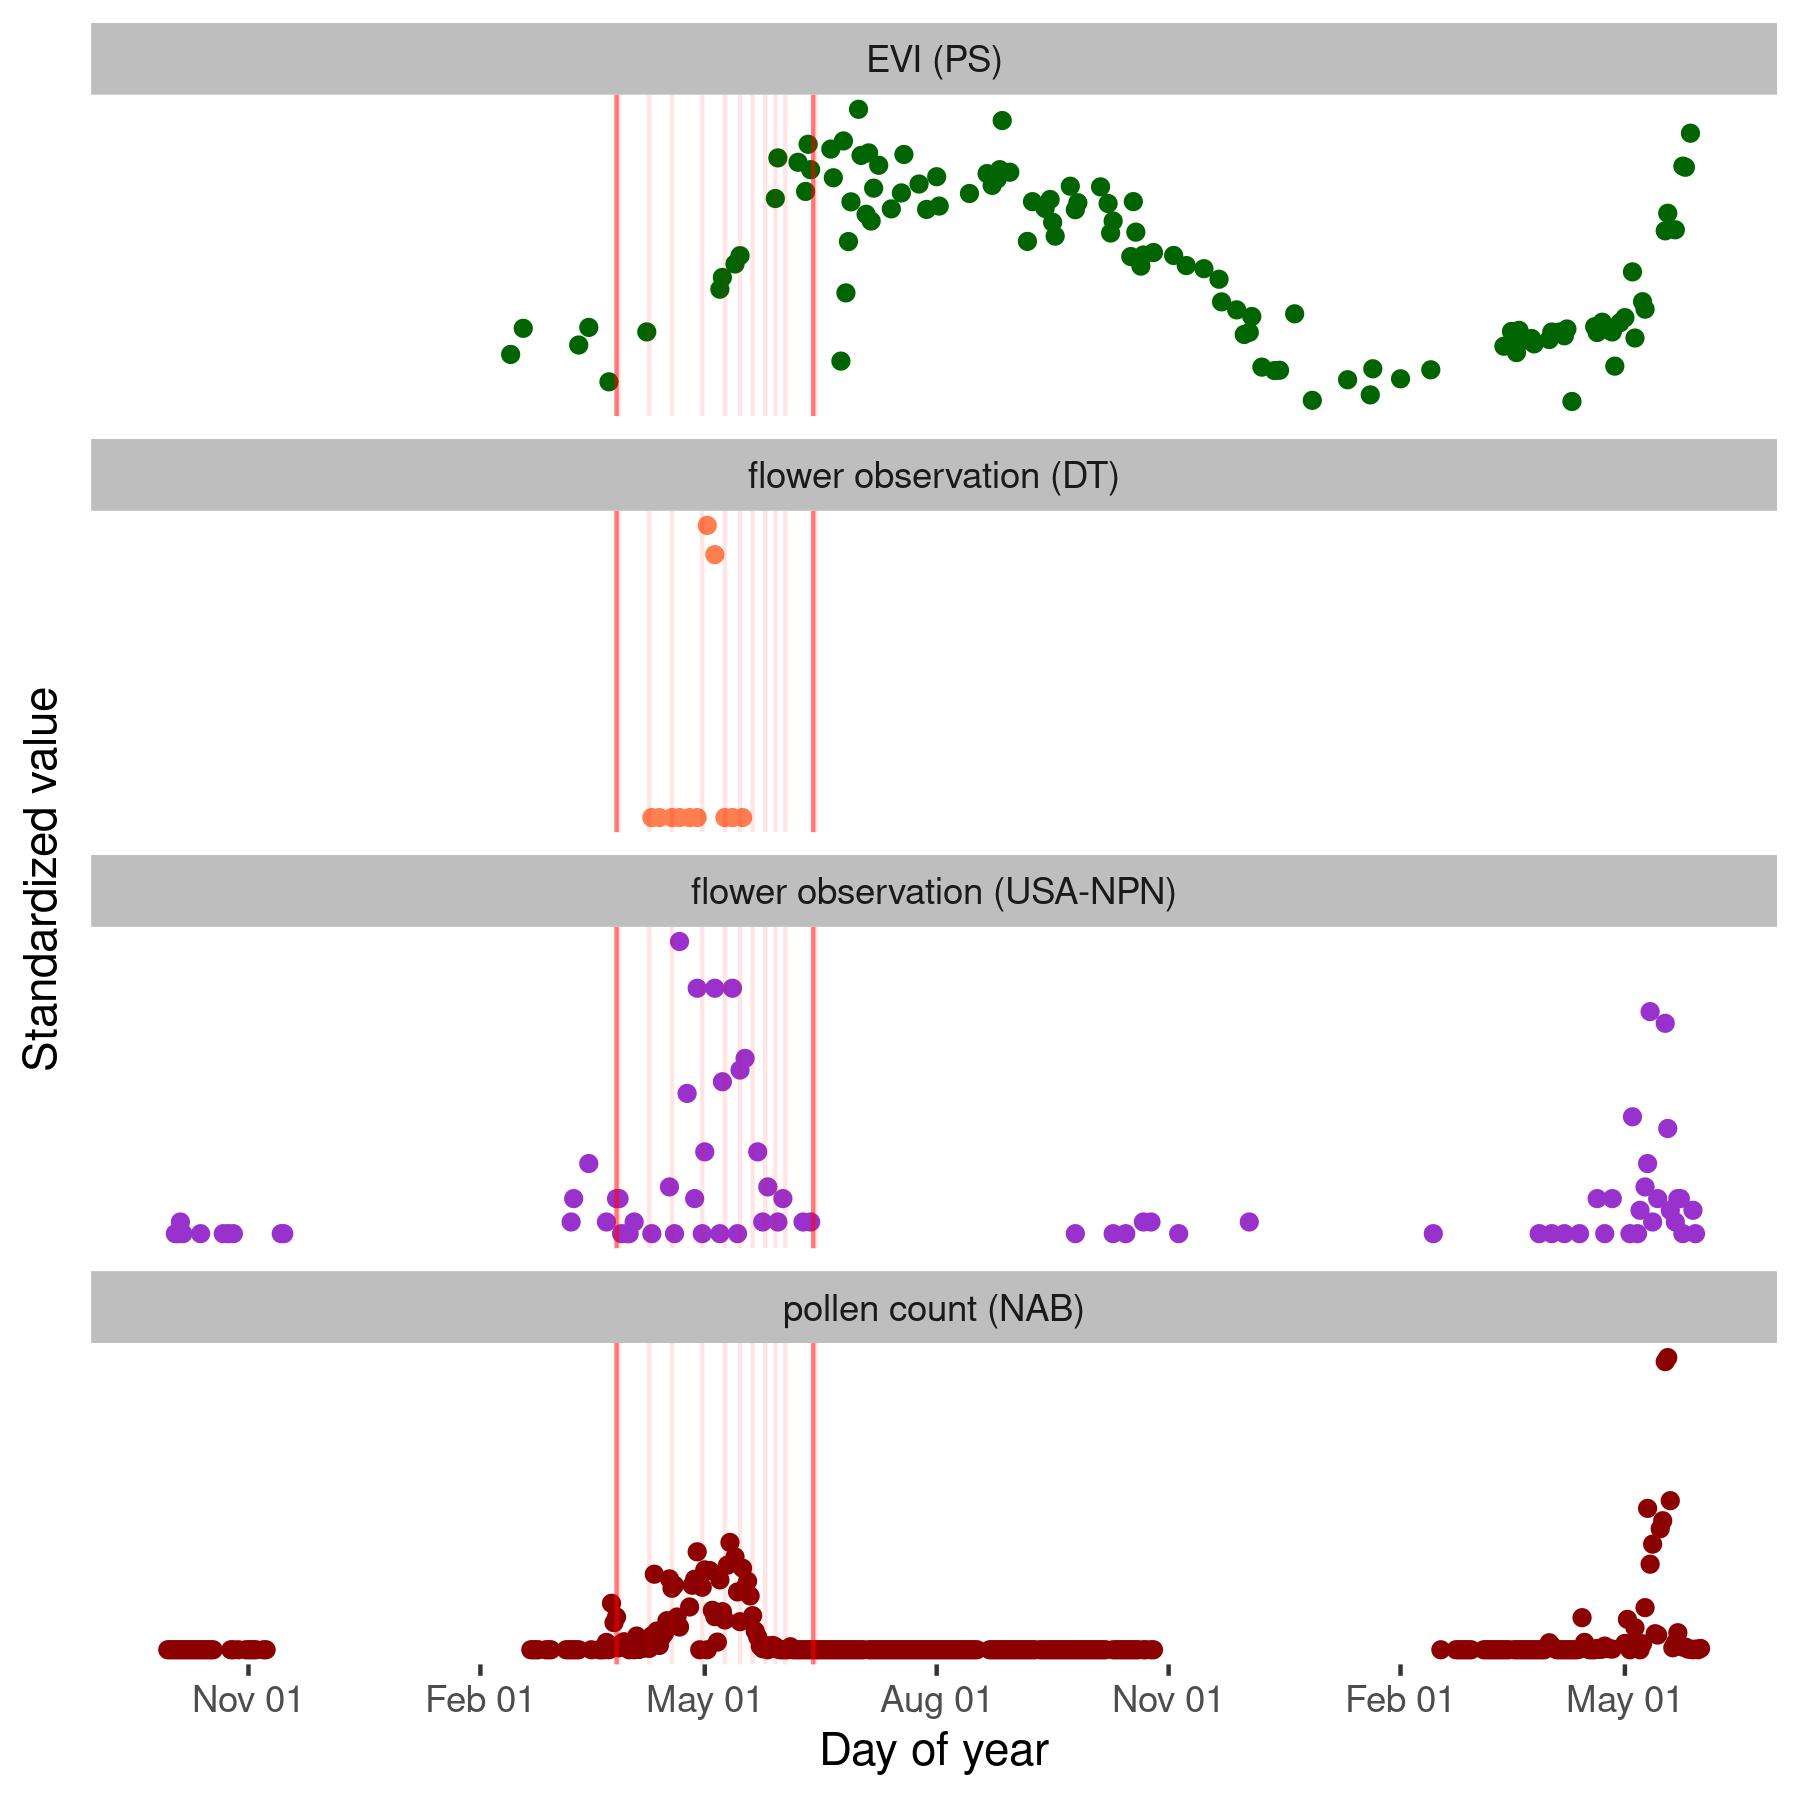 EVI (PS)
flower observation (DT)
flower observation (USA-NPN)
pollen count (NAB)
Standardized value
Nov 01 Feb 01 May 01 Aug 01 Nov 01 Feb 01 May 01
Day of year